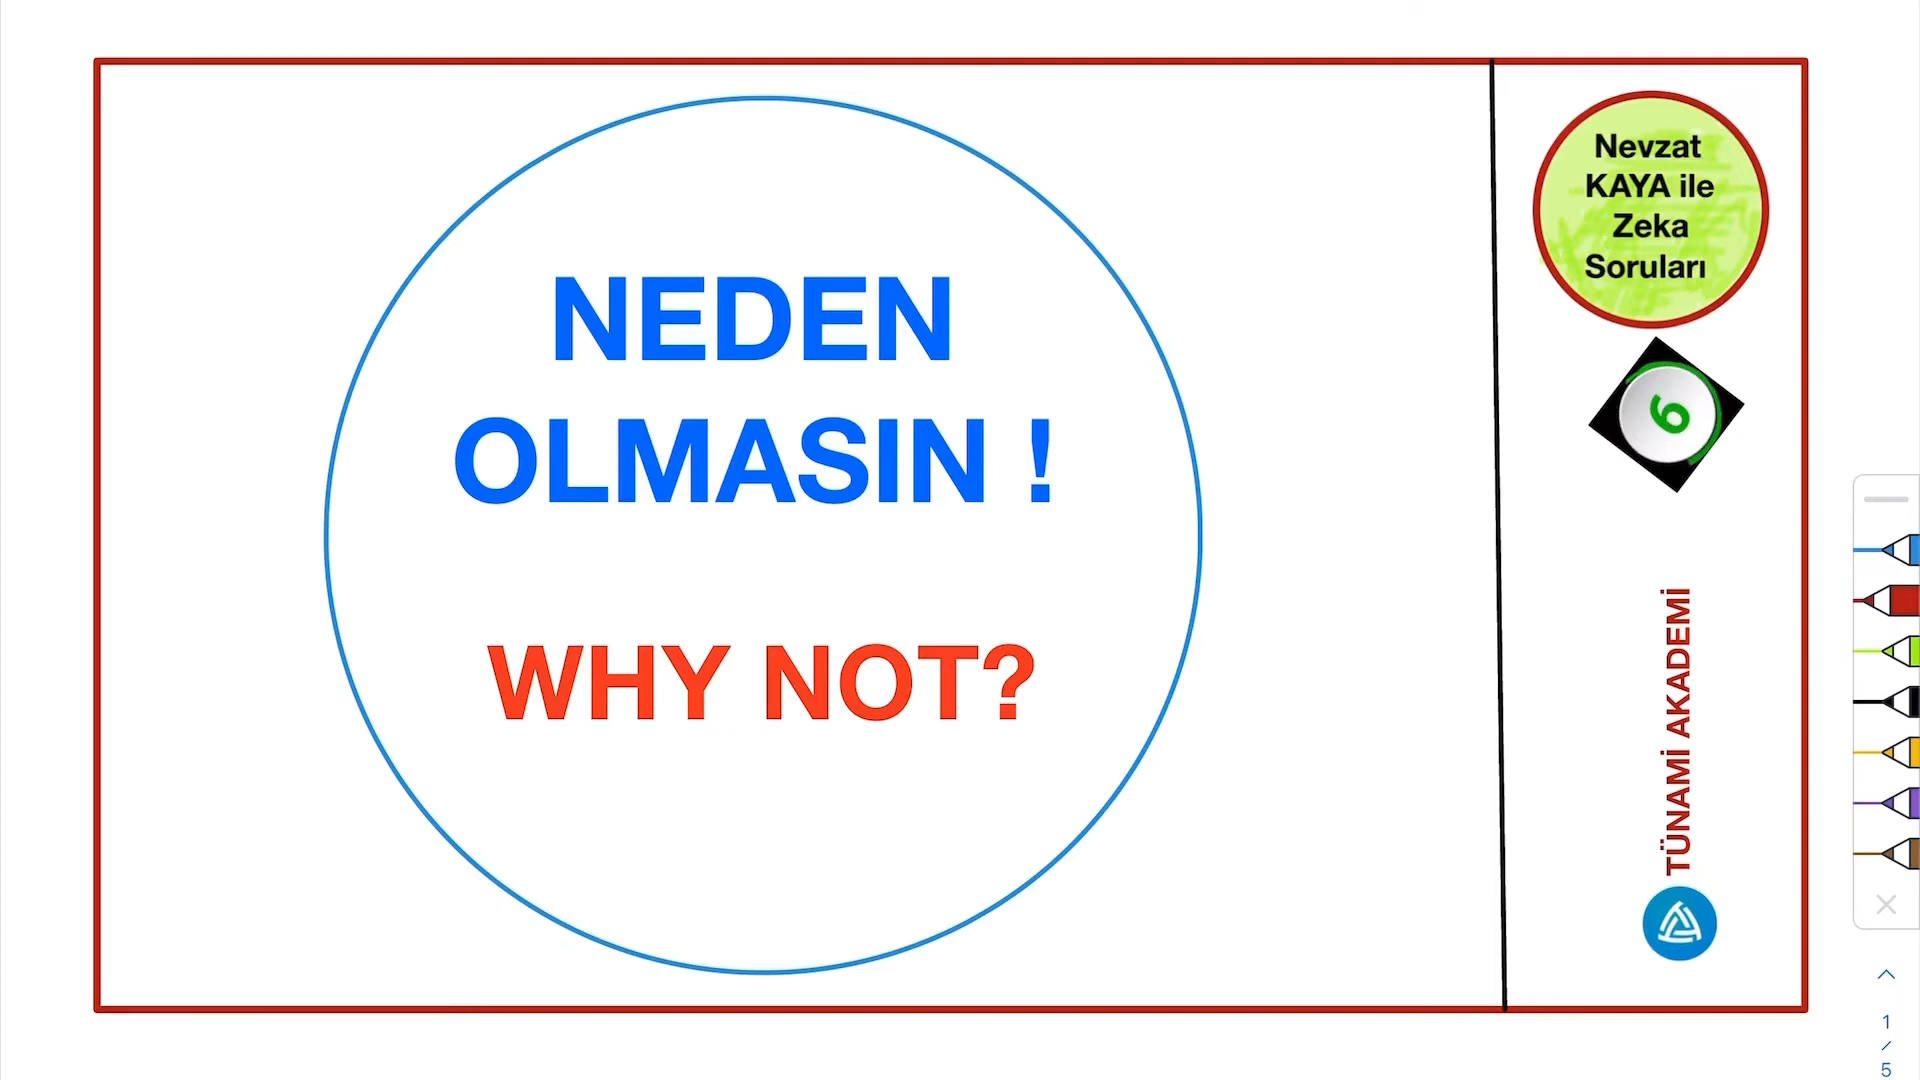 NEDEN
OLMASIN !
WHY NOT?
Nevzat
KAYA ile
Zeka
Soruları
6
TÜNAMİ AKADEMİ
1
/
5